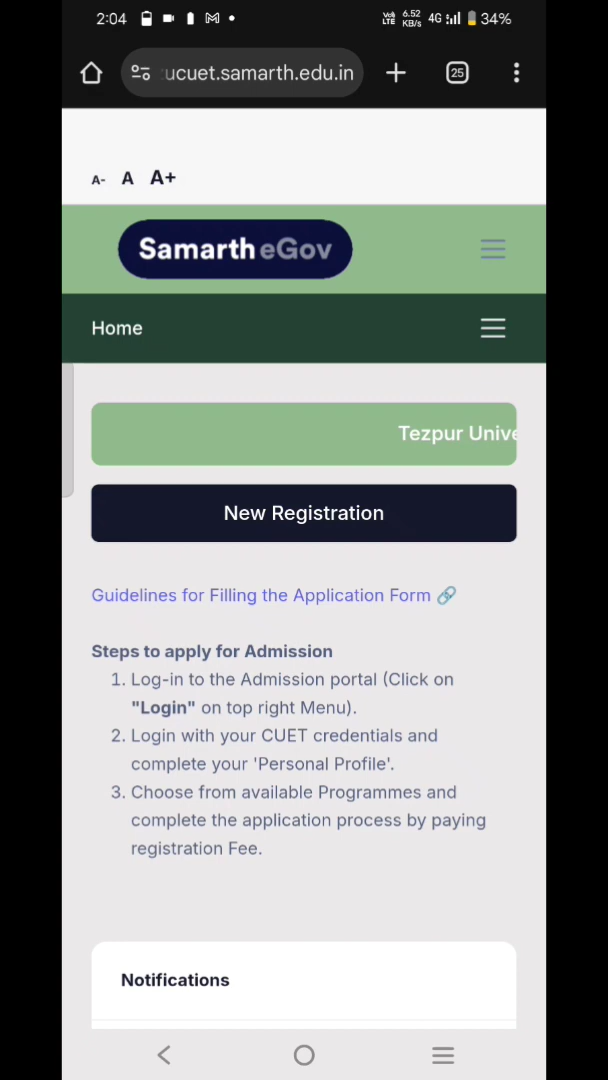 2:04 Vo) LTE 6.52 KB/s 4G 34%
ucuet.samarth.edu.in 25
A- A A+
Samarth eGov
Home
Tezpur Unive
New Registration
Guidelines for Filling the Application Form
Steps to apply for Admission
1. Log-in to the Admission portal (Click on
"Login" on top right Menu).
2. Login with your CUET credentials and
complete your 'Personal Profile'.
3. Choose from available Programmes and
complete the application process by paying
registration Fee.
Notifications